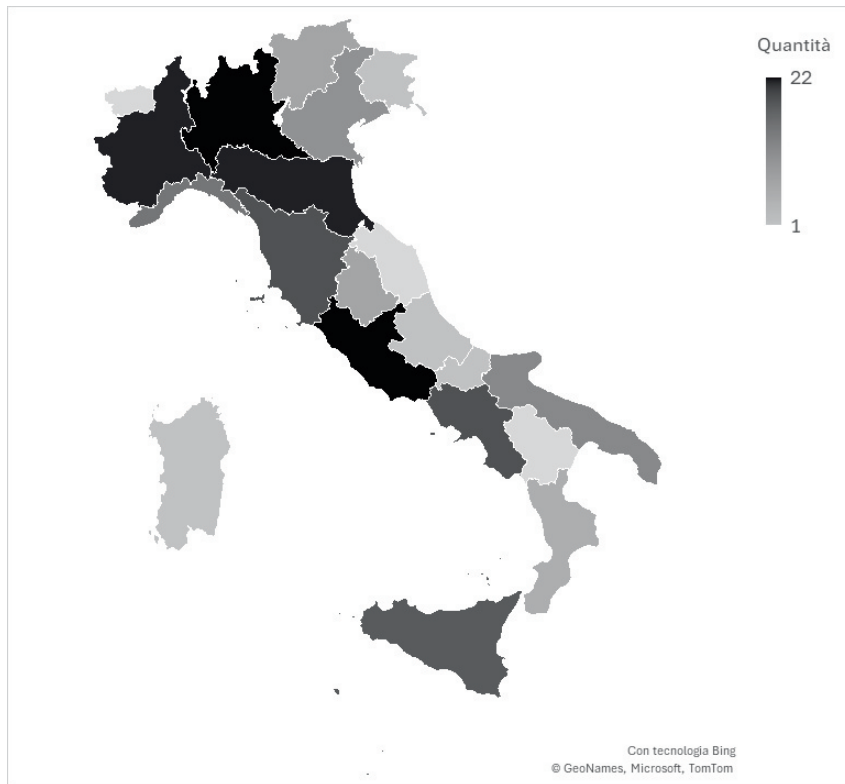 Quantità
22
1
Con tecnologia Bing
© GeoNames, Microsoft, TomTom